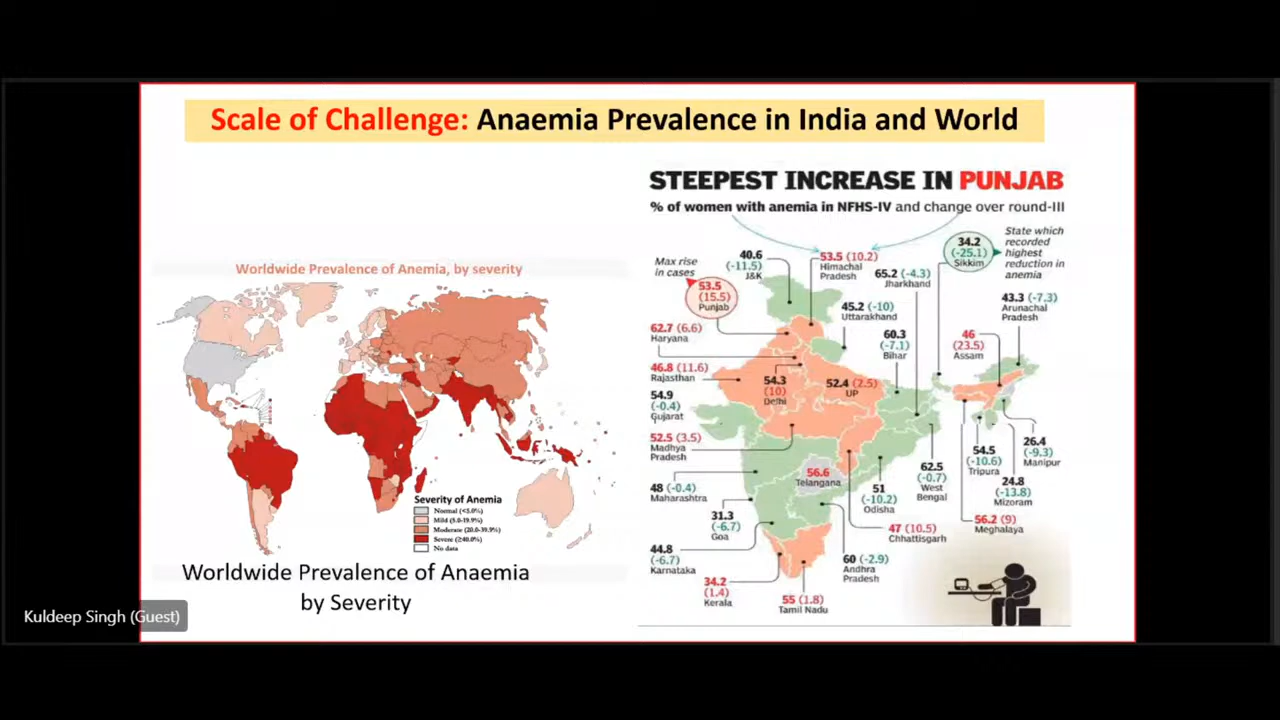 Scale of Challenge: Anaemia Prevalence in India and World
Worldwide Prevalence of Anemia, by severity
Severity of Anemia
Normal (<5.0%)
Mild (5.0-19.9%)
Moderate (20.0-39.9%)
Severe (≥40.0%)
No data
Worldwide Prevalence of Anaemia
by Severity
STEEPEST INCREASE IN PUNJAB
% of women with anemia in NFHS-IV and change over round-III
Max rise
in cases
53.5
(15.5)
Punjab
40.6
(-11.5)
J&K
53.5 (10.2)
Himachal
Pradesh
65.2 (-4.3)
Jharkhand
34.2
(-25.1)
Sikkim
State which
recorded
highest
reduction in
anemia
62.7 (6.6)
Haryana
45.2 (-10)
Uttarakhand
60.3
(-7.1)
Bihar
46
(23.5)
Assam
43.3 (-7.3)
Arunachal
Pradesh
46.8 (11.6)
Rajasthan
54.3
(10)
Delhi
52.4 (2.5)
UP
54.9
(-0.4)
Gujarat
52.5 (3.5)
Madhya
Pradesh
56.6
Telangana
48 (-0.4)
Maharashtra
31.3
(-6.7)
Goa
51
(-10.2)
Odisha
62.5
(-0.7)
West
Bengal
54.5
(-10.6)
Tripura
26.4
(-9.3)
Manipur
24.8
(-13.8)
Mizoram
56.2 (9)
Meghalaya
47 (10.5)
Chhattisgarh
44.8
(-6.7)
Karnataka
34.2
(1.4)
Kerala
55 (1.8)
Tamil Nadu
60 (-2.9)
Andhra
Pradesh
Kuldeep Singh (Guest)